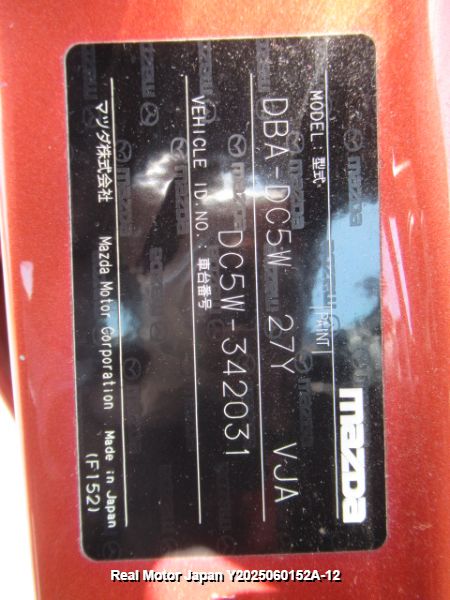 mazda
MODEL: 型式 PAINT
DBA-DC5W 27Y VJA
VEHICLE ID.NO.: 車台番号
DC5W-342031
マツダ株式会社 Mazda Motor Corporation Made in Japan
(F152)
Real Motor Japan Y2025060152A-12